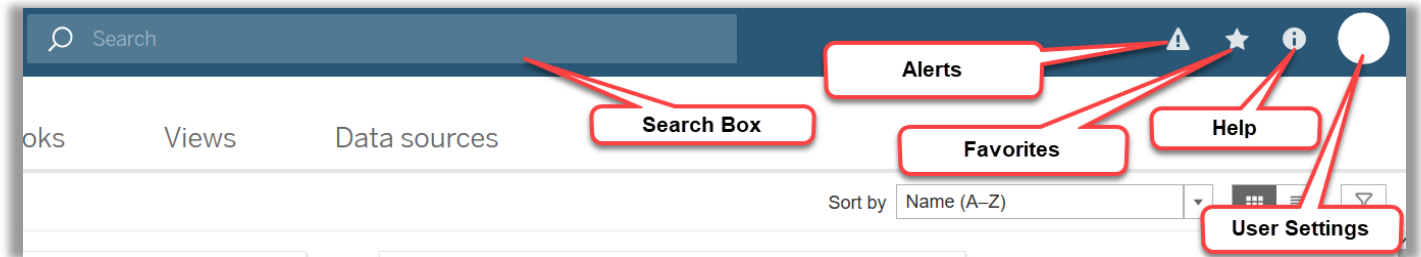 Search
Alerts
Search Box
Help
oks Views Data sources
Favorites
Sort by Name (A–Z)
User Settings